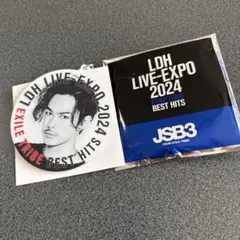 LDH LIVE-EXPO 2024
EXILE TRIBE BEST HITS
LDH
LIVE-EXPO
2024
BEST HITS
JSB3